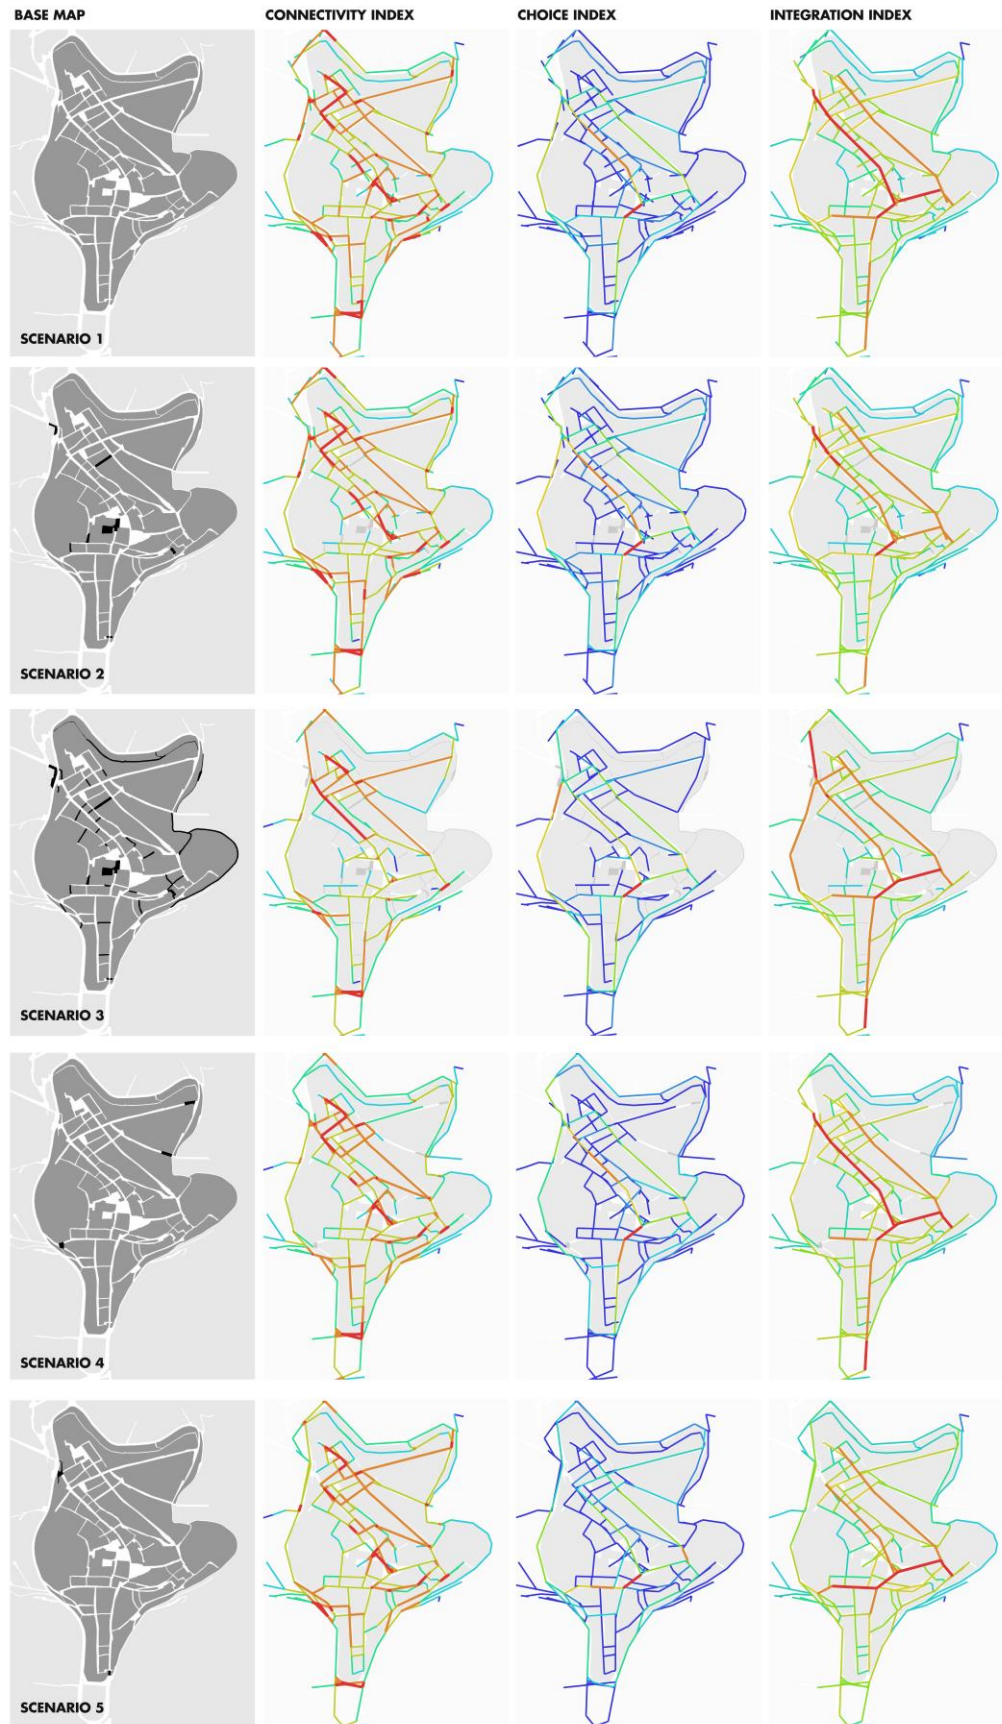 BASE MAP CONNECTIVITY INDEX CHOICE INDEX INTEGRATION INDEX
SCENARIO 1
SCENARIO 2
SCENARIO 3
SCENARIO 4
SCENARIO 5